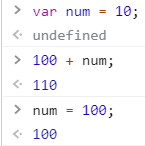 > var num = 10;
< undefined
> 100 + num;
< 110
> num = 100;
< 100